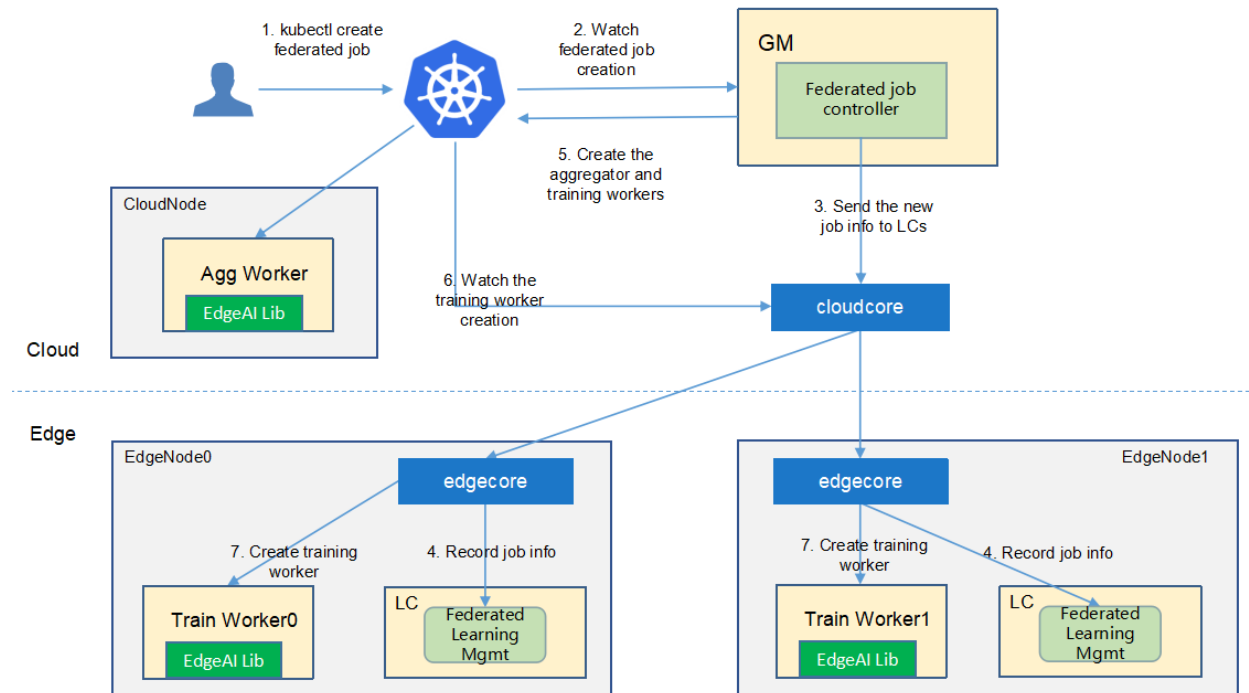 1. kubectl create
federated job
2. Watch
federated job
creation
GM
Federated job
controller
5. Create the
aggregator and
training workers
3. Send the new
job info to LCs
CloudNode
Agg Worker
EdgeAI Lib
6. Watch the
training worker
creation
cloudcore
Cloud
Edge
EdgeNode0
edgecore
7. Create training
worker
4. Record job info
Train Worker0
EdgeAI Lib
LC
Federated
Learning
Mgmt
EdgeNode1
edgecore
7. Create training
worker
4. Record job info
Train Worker1
EdgeAI Lib
LC
Federated
Learning
Mgmt